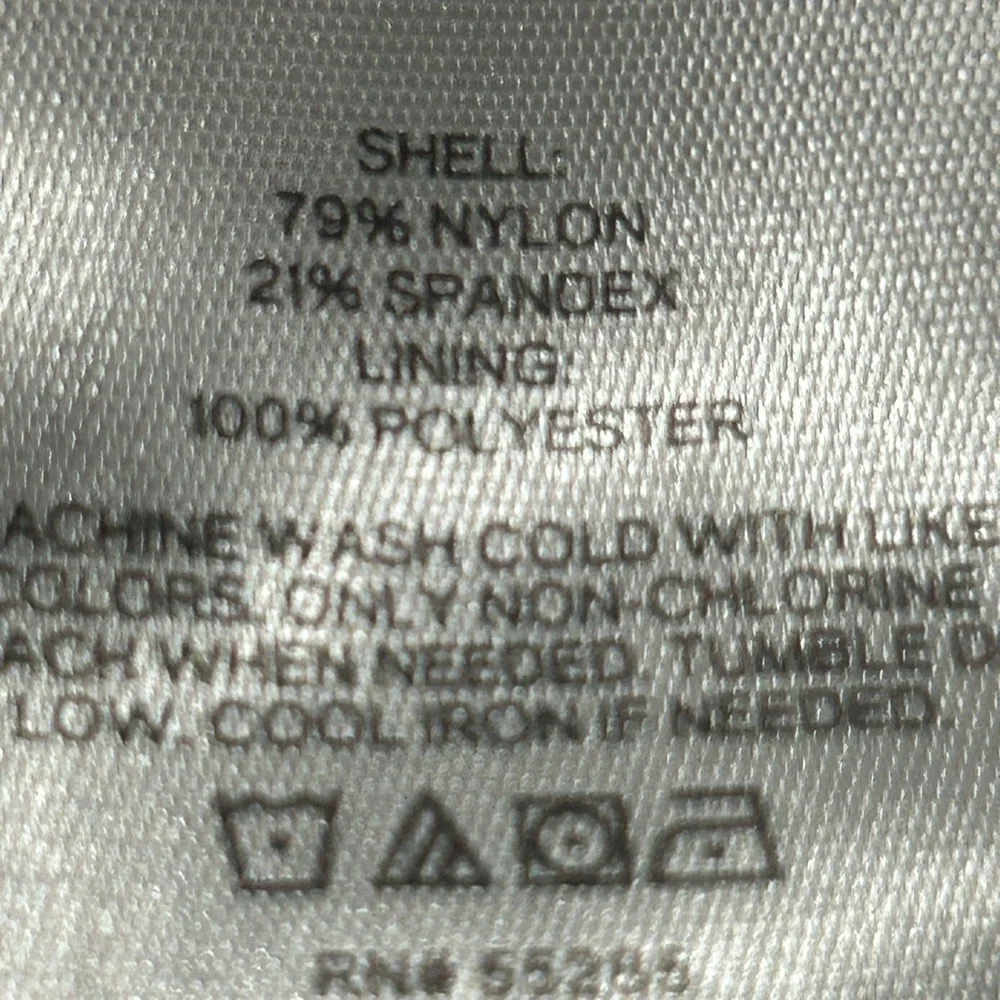 SHELL:
79% NYLON
21% SPANDEX
LINING:
100% POLYESTER
ACHINE WASH COLD WITH LIKE
COLORS. ONLY NON-CHLORINE
ACH WHEN NEEDED. TUMBLE D
LOW. COOL IRON IF NEEDED.
RN#